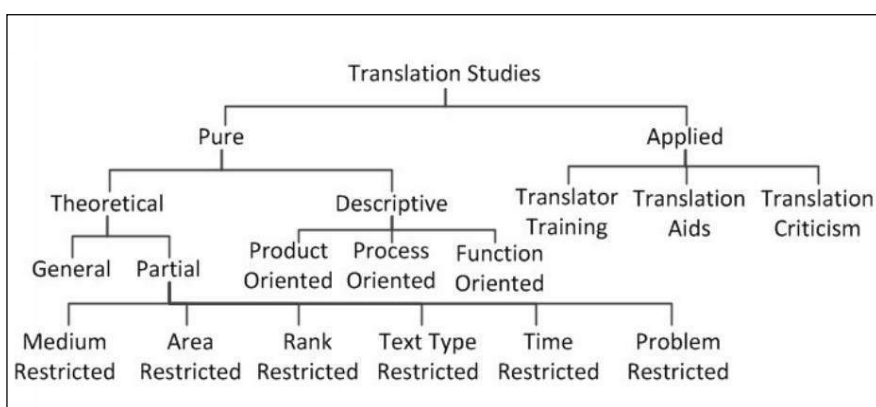 Translation Studies
Pure
Applied
Theoretical
Descriptive
Translator Training
Translation Aids
Translation Criticism
General
Partial
Product Oriented
Process Oriented
Function Oriented
Medium Restricted
Area Restricted
Rank Restricted
Text Type Restricted
Time Restricted
Problem Restricted